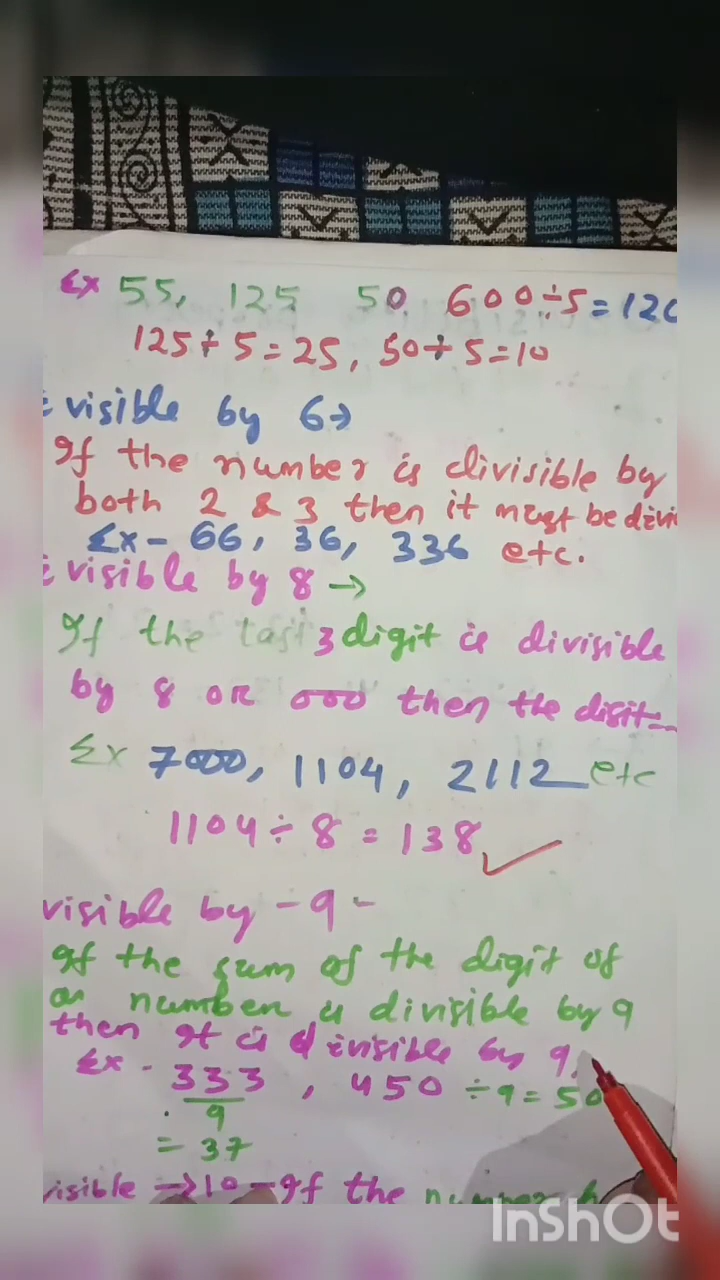 Ex 55, 125 50 600÷5=120
125÷5=25, 50÷5=10
visible by 6→
If the number is divisible by
both 2 & 3 then it must be divi
Ex- 66, 36, 336 etc.
visible by 8→
If the last 3 digit is divisible
by 8 or 000 then the digit
Ex 7000, 1104, 2112 etc
1104÷8=138 ✓
visible by -9-
If the sum of the digit of
a number is divisible by 9
then It is divisible by 9.
Ex- 333/9, 450÷9=50
=37
visible →10-If the number h
InShOt